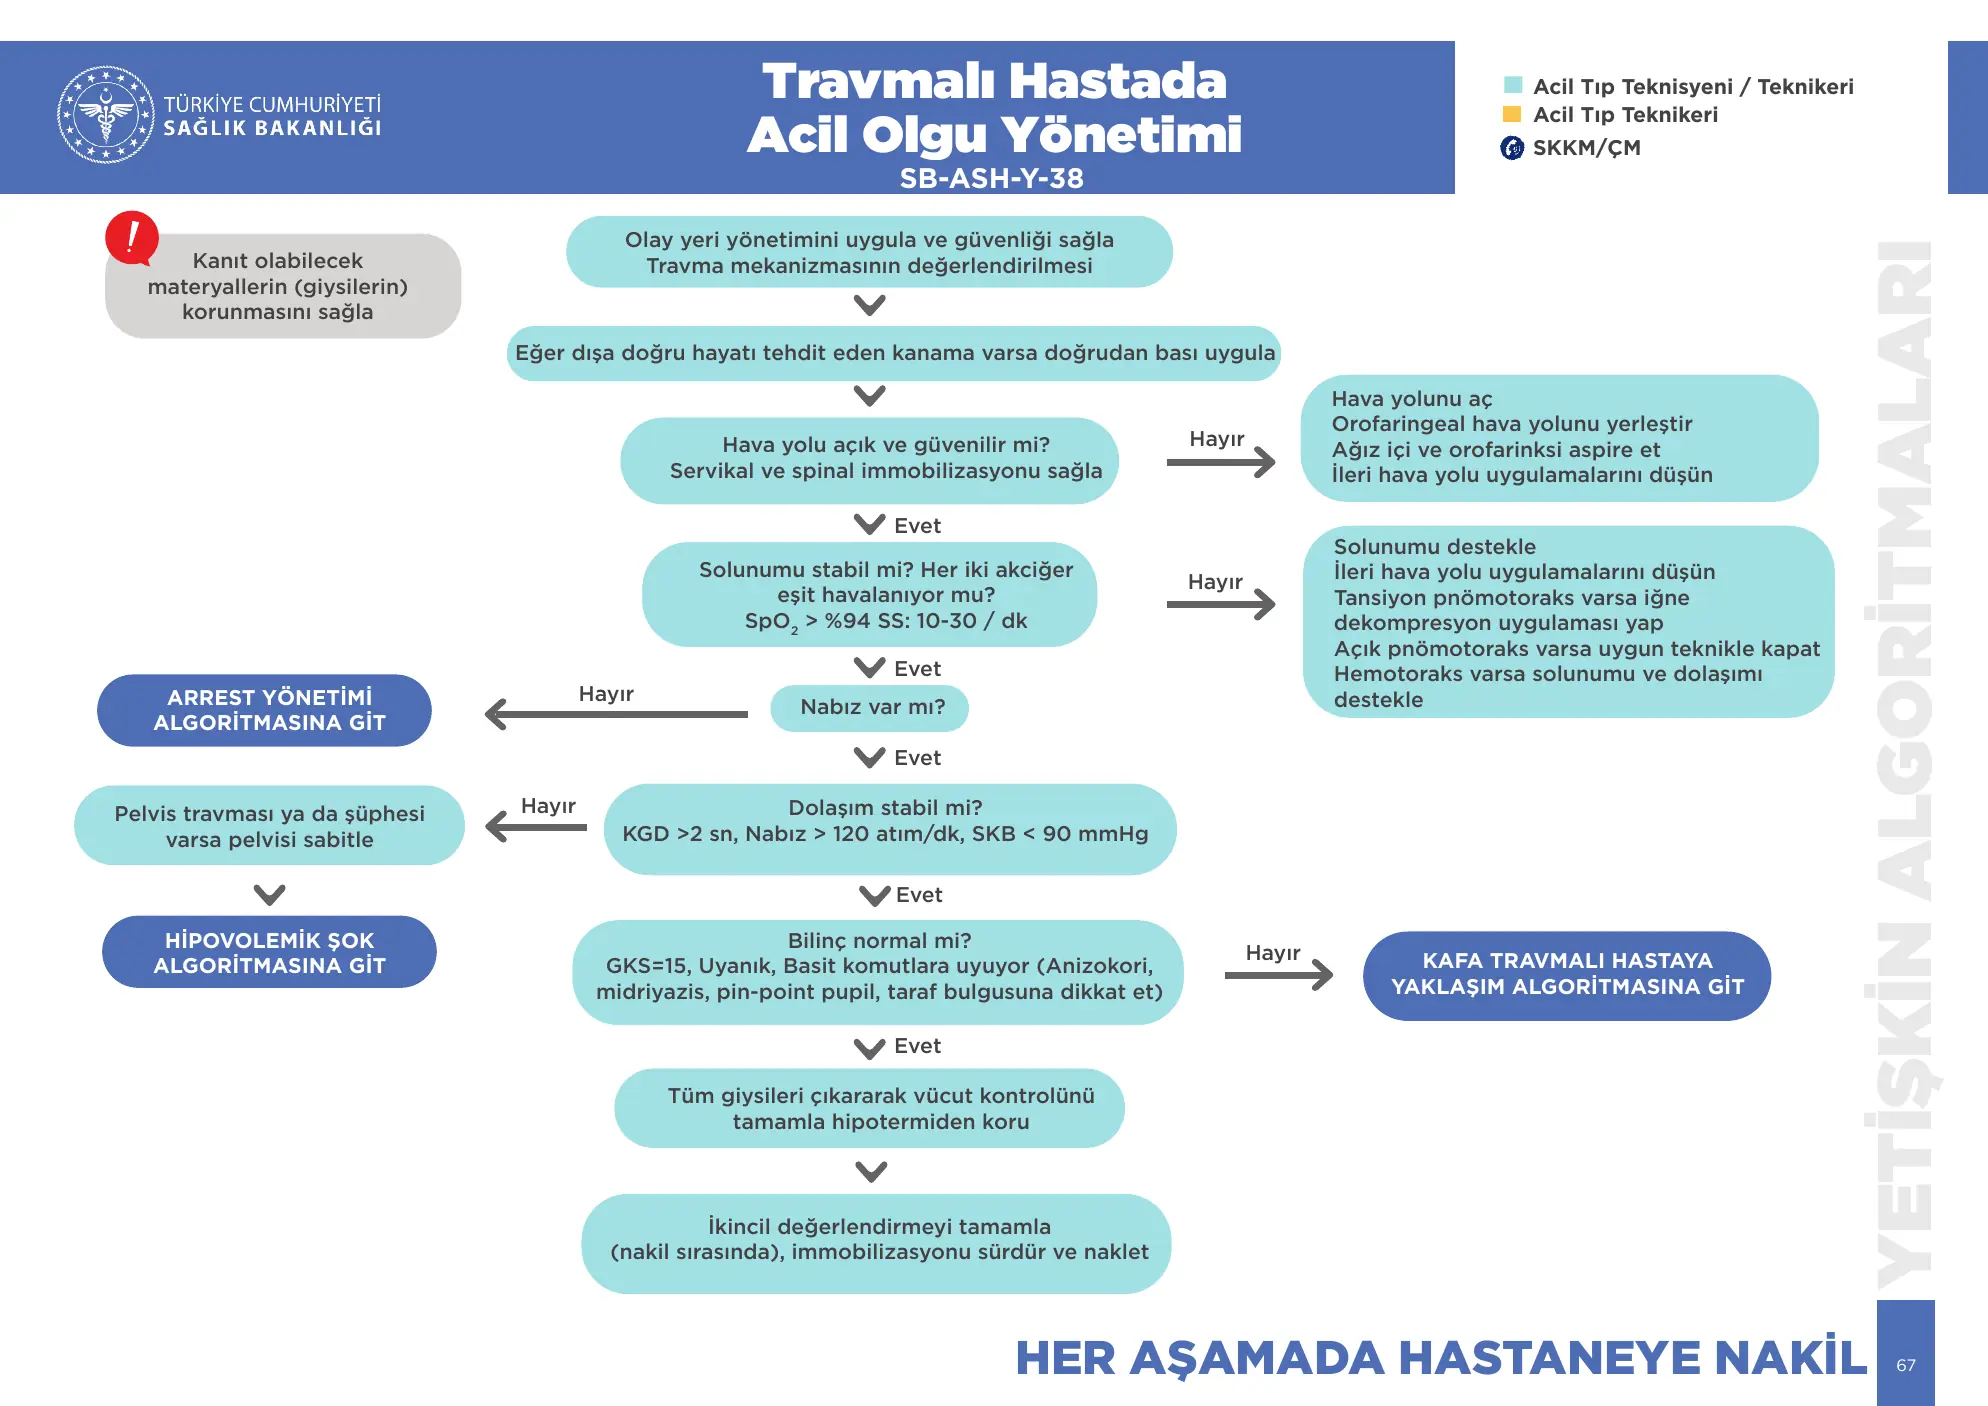 TÜRKİYE CUMHURİYETİ
SAĞLIK BAKANLIĞI
Travmalı Hastada
Acil Olgu Yönetimi
SB-ASH-Y-38
Acil Tıp Teknisyeni / Teknikeri
Acil Tıp Teknikeri
SKKM/ÇM
!
Kanıt olabilecek
materyallerin (giysilerin)
korunmasını sağla
Olay yeri yönetimini uygula ve güvenliği sağla
Travma mekanizmasının değerlendirilmesi
Eğer dışa doğru hayatı tehdit eden kanama varsa doğrudan bası uygula
Hava yolu açık ve güvenilir mi?
Servikal ve spinal immobilizasyonu sağla
Hayır
Hava yolunu aç
Orofaringeal hava yolunu yerleştir
Ağız içi ve orofarinksi aspire et
İleri hava yolu uygulamalarını düşün
Evet
Solunumu stabil mi? Her iki akciğer
eşit havalanıyor mu?
SpO2 > %94 SS: 10-30 / dk
Hayır
Solunumu destekle
İleri hava yolu uygulamalarını düşün
Tansiyon pnömotoraks varsa iğne
dekompresyon uygulaması yap
Açık pnömotoraks varsa uygun teknikle kapat
Hemotoraks varsa solunumu ve dolaşımı
destekle
Evet
Nabız var mı?
Hayır
ARREST YÖNETİMİ
ALGORİTMASINA GİT
Evet
Dolaşım stabil mi?
KGD >2 sn, Nabız > 120 atım/dk, SKB < 90 mmHg
Hayır
Pelvis travması ya da şüphesi
varsa pelvisi sabitle
HİPOVOLEMİK ŞOK
ALGORİTMASINA GİT
Evet
Bilinç normal mi?
GKS=15, Uyanık, Basit komutlara uyuyor (Anizokori,
midriyazis, pin-point pupil, taraf bulgusuna dikkat et)
Hayır
KAFA TRAVMALI HASTAYA
YAKLAŞIM ALGORİTMASINA GİT
Evet
Tüm giysileri çıkararak vücut kontrolünü
tamamla hipotermiden koru
İkincil değerlendirmeyi tamamla
(nakil sırasında), immobilizasyonu sürdür ve naklet
YETİŞKİN ALGORİTMALARI
HER AŞAMADA HASTANEYE NAKİL
67